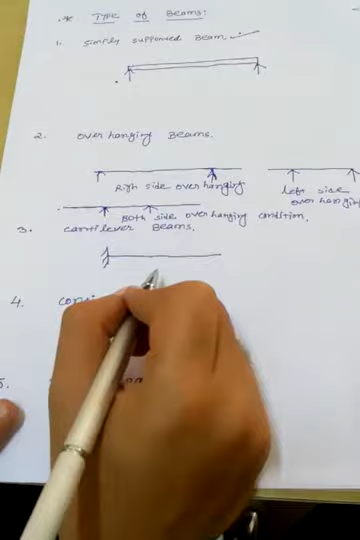 * TYPE of BEAMS:
1. Simply supported Beam
2. over hanging Beams.
Righ side over hanging
left side
over hanging
Both side over hanging condition.
3. cantilever Beams.
4.
5.